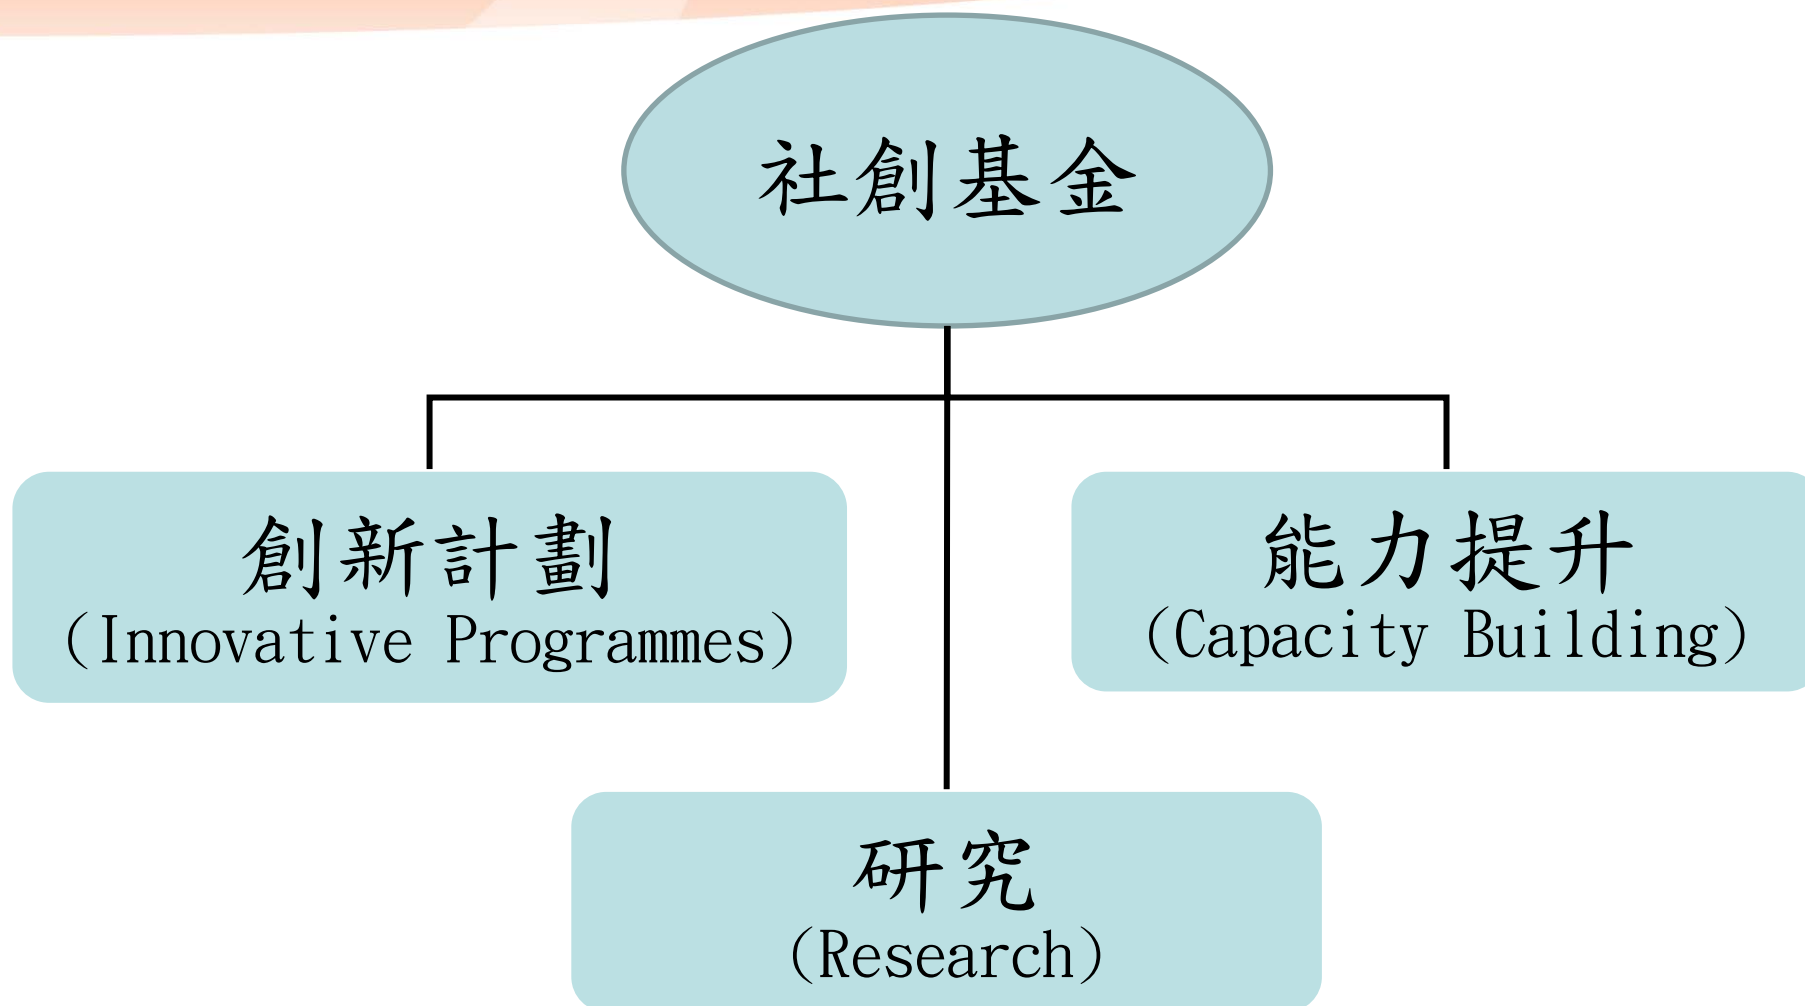 社創基金
創新計劃
(Innovative Programmes)
能力提升
(Capacity Building)
研究
(Research)